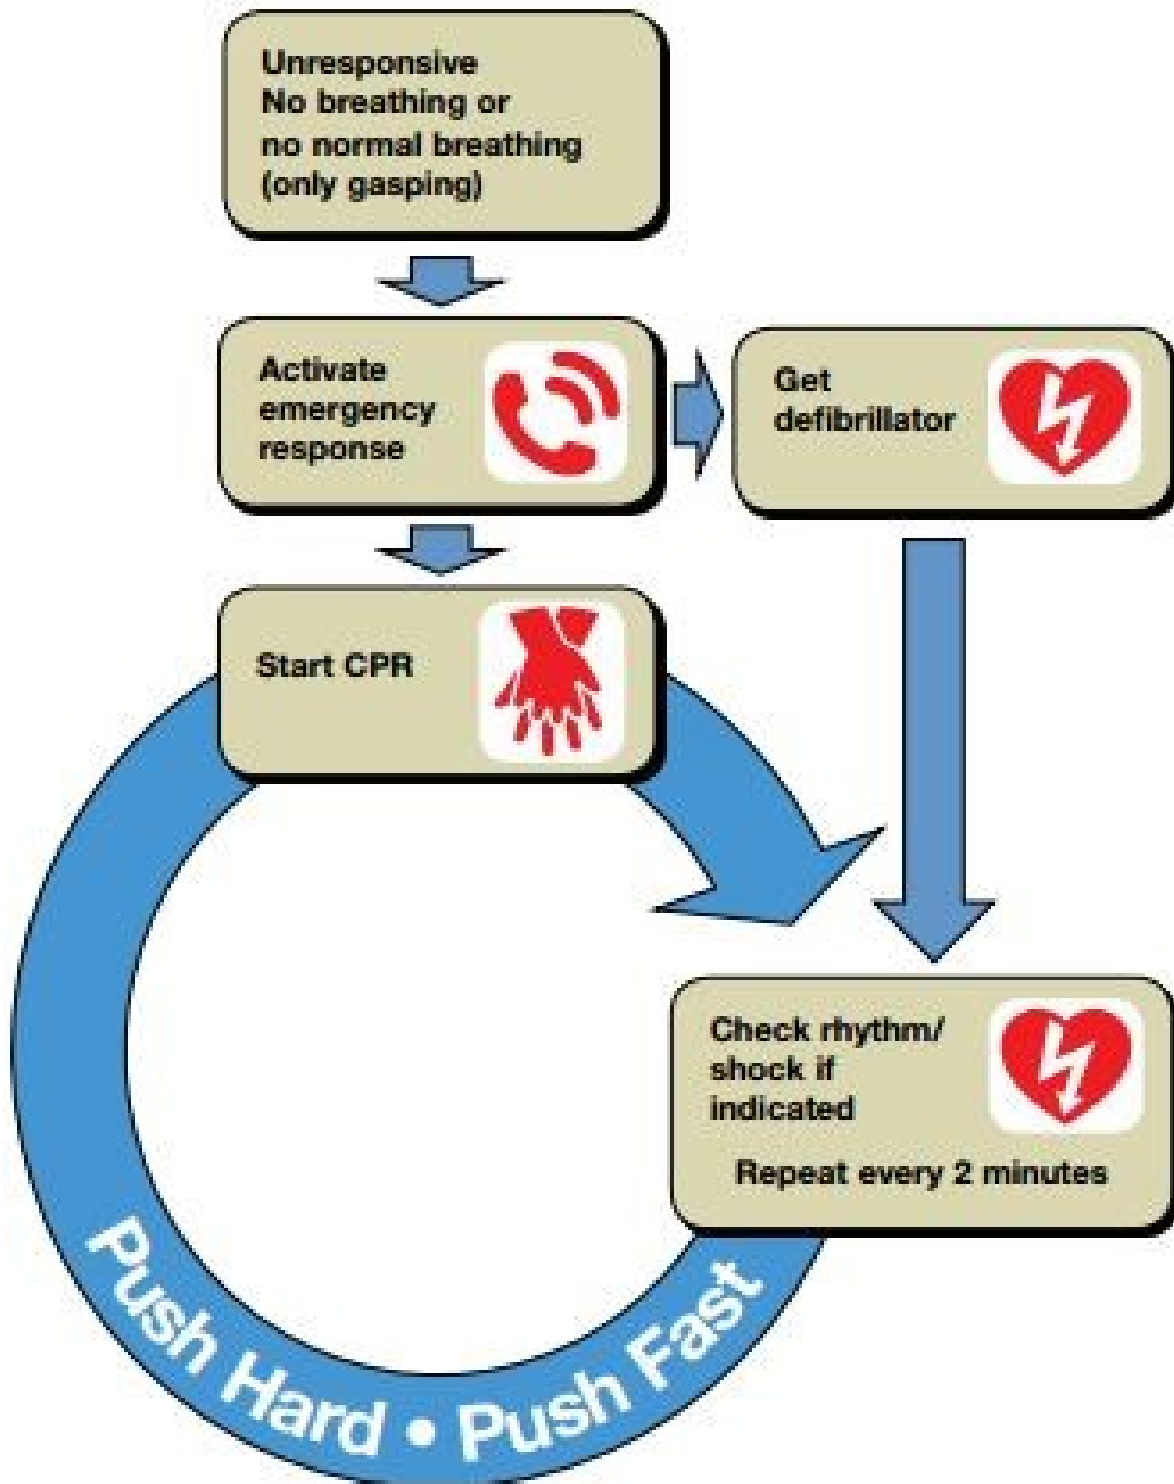 Unresponsive
No breathing or
no normal breathing
(only gasping)
Activate
emergency
response
Get
defibrillator
Start CPR
Check rhythm/
shock if
indicated
Repeat every 2 minutes
Push Hard • Push Fast